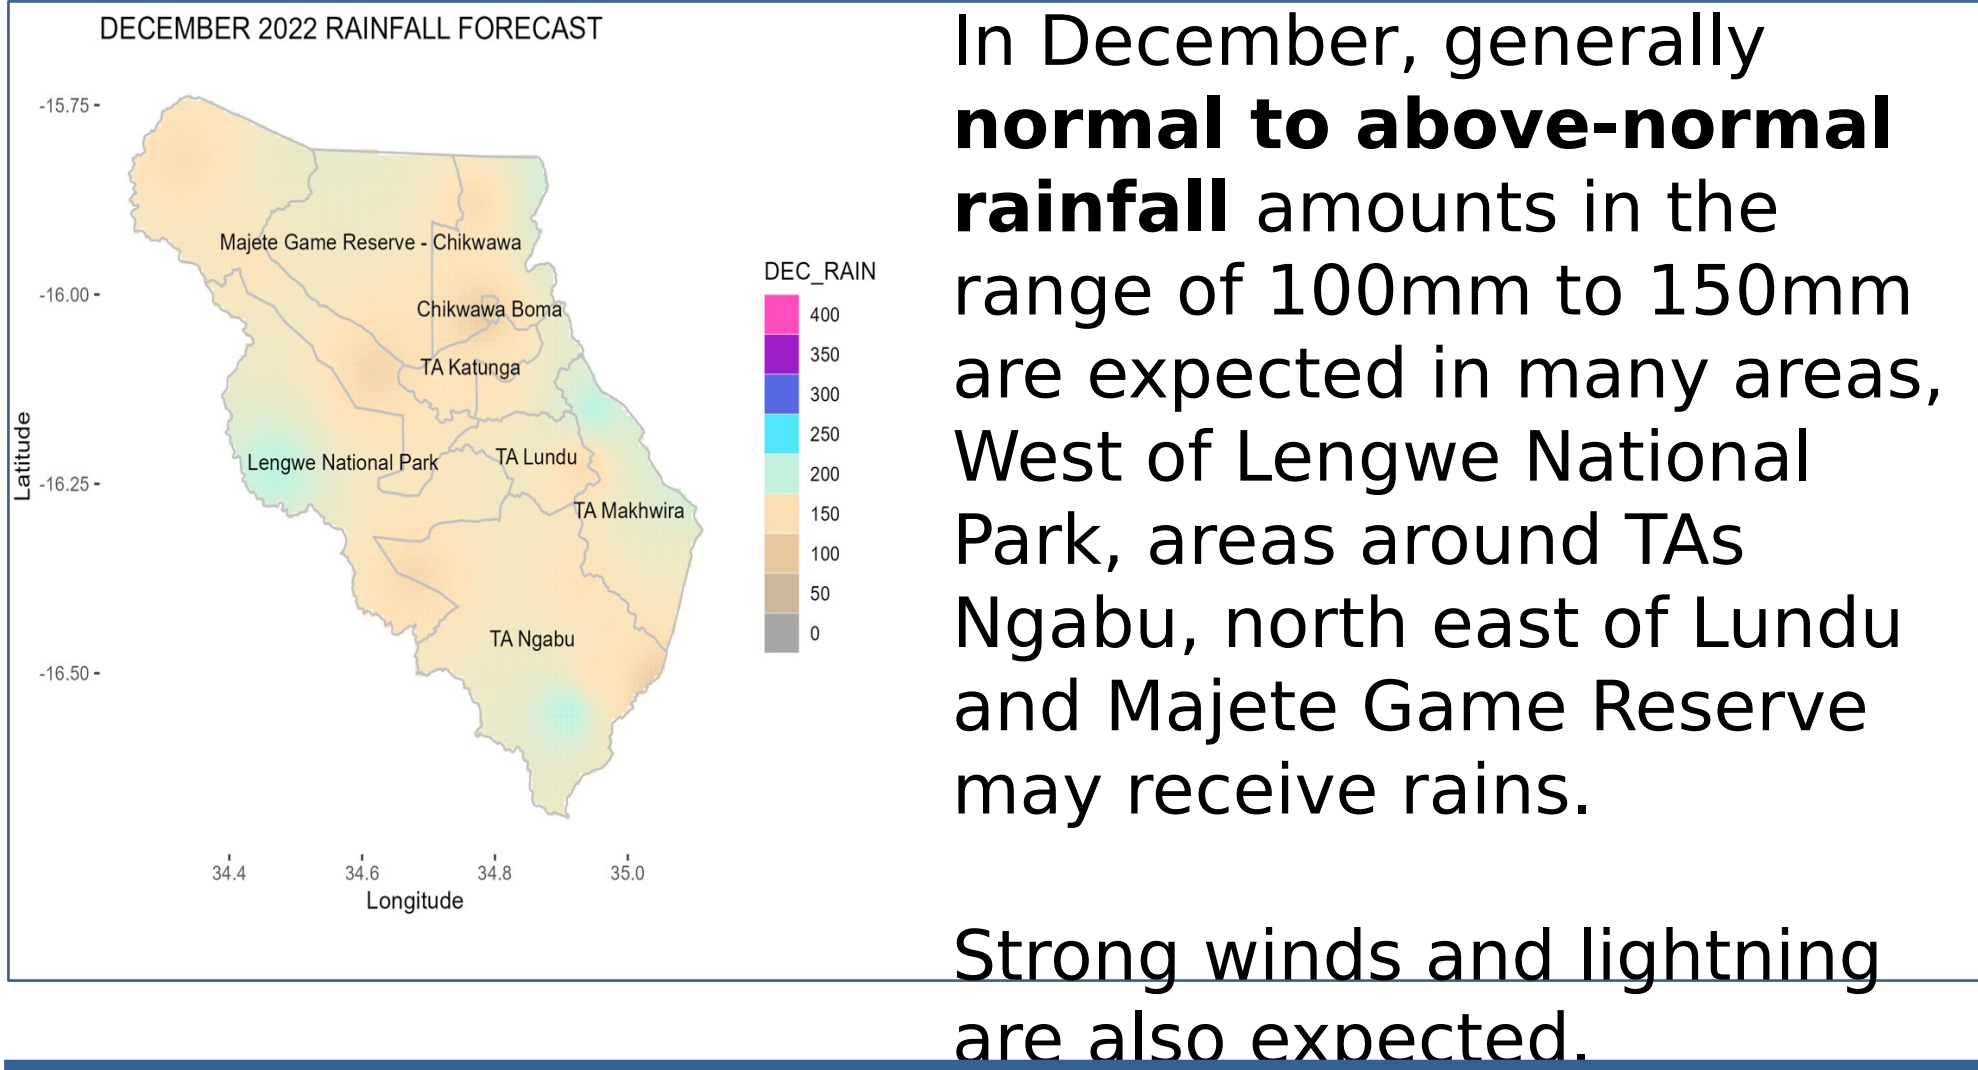 DECEMBER 2022 RAINFALL FORECAST
-15.75
-16.00
-16.25
-16.50
Latitude
34.4
34.6
34.8
35.0
Longitude
Majete Game Reserve - Chikwawa
Chikwawa Boma
TA Katunga
Lengwe National Park
TA Lundu
TA Makhwira
TA Ngabu
DEC_RAIN
400
350
300
250
200
150
100
50
0
In December, generally
normal to above-normal
rainfall amounts in the
range of 100mm to 150mm
are expected in many areas,
West of Lengwe National
Park, areas around TAs
Ngabu, north east of Lundu
and Majete Game Reserve
may receive rains.
Strong winds and lightning
are also expected.